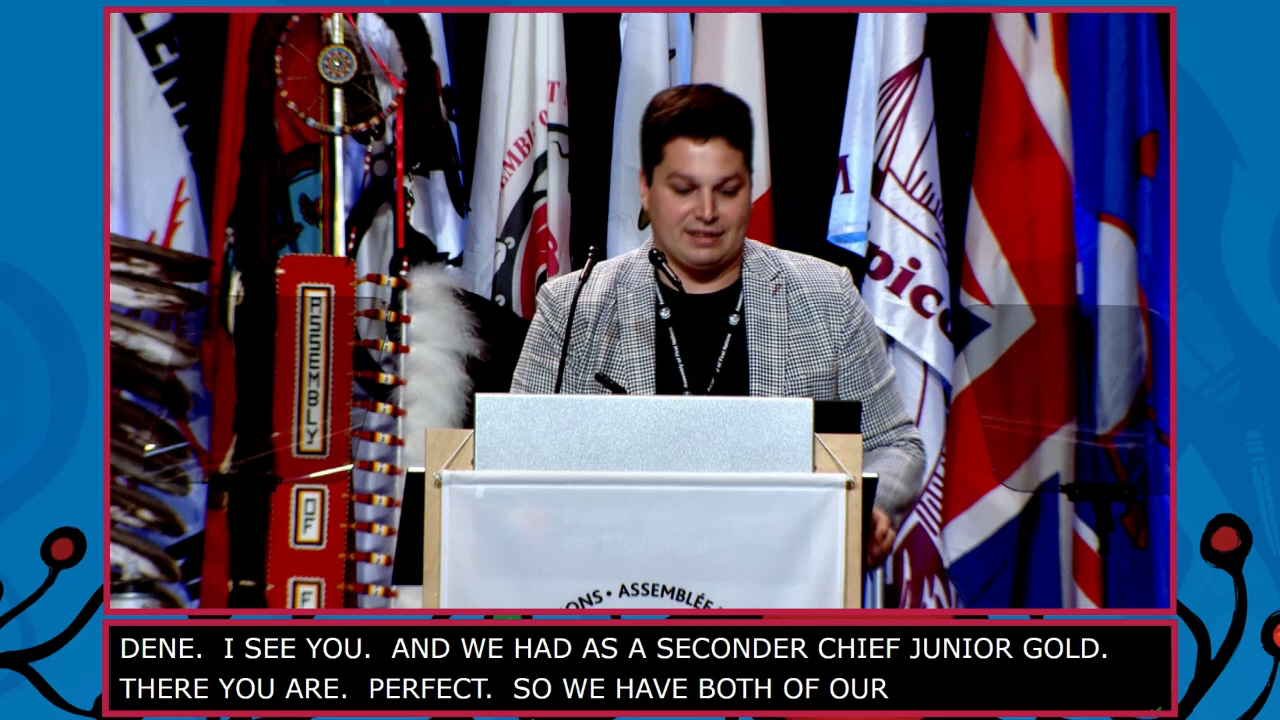 ASSEMBLY
OF
F
pico
ONS • ASSEMBLÉE
DENE.  I SEE YOU.  AND WE HAD AS A SECONDER CHIEF JUNIOR GOLD.
THERE YOU ARE.  PERFECT.  SO WE HAVE BOTH OF OUR